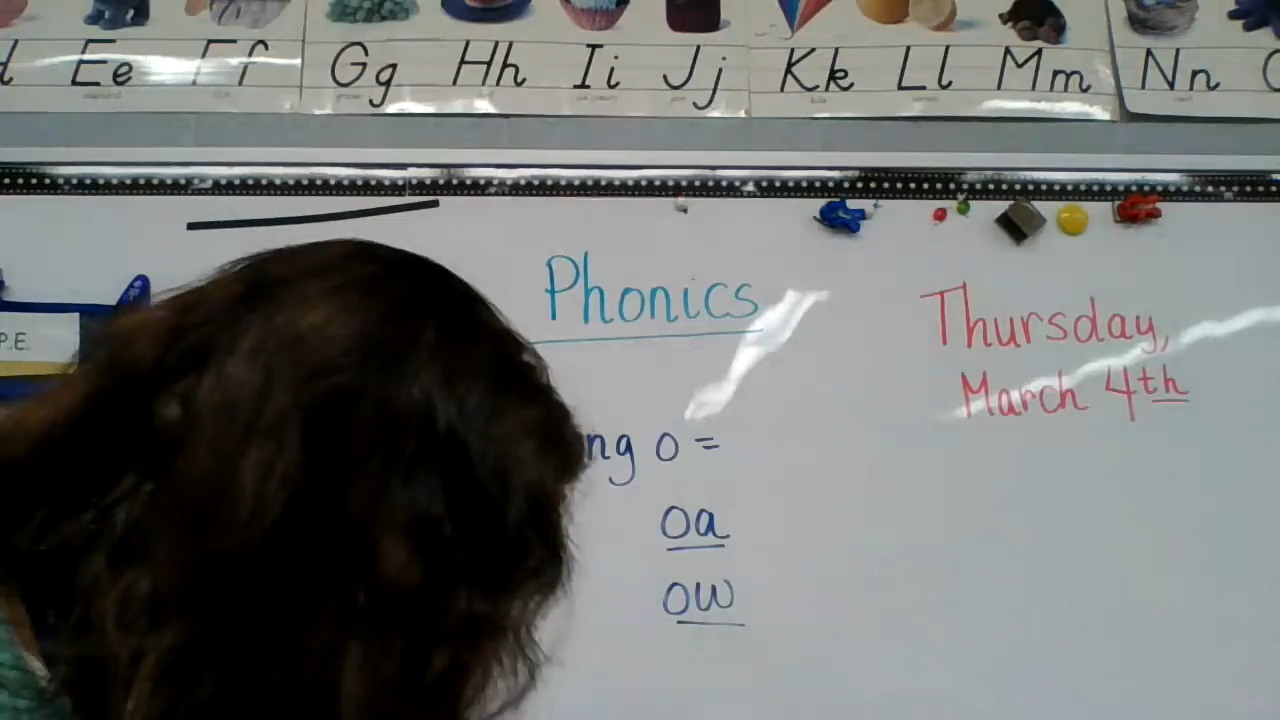 Ee Ff Gg Hh Ii Jj Kk Ll Mm Nn
P.E.
Phonics
Thursday,
March 4th
ng o =
oa
ow